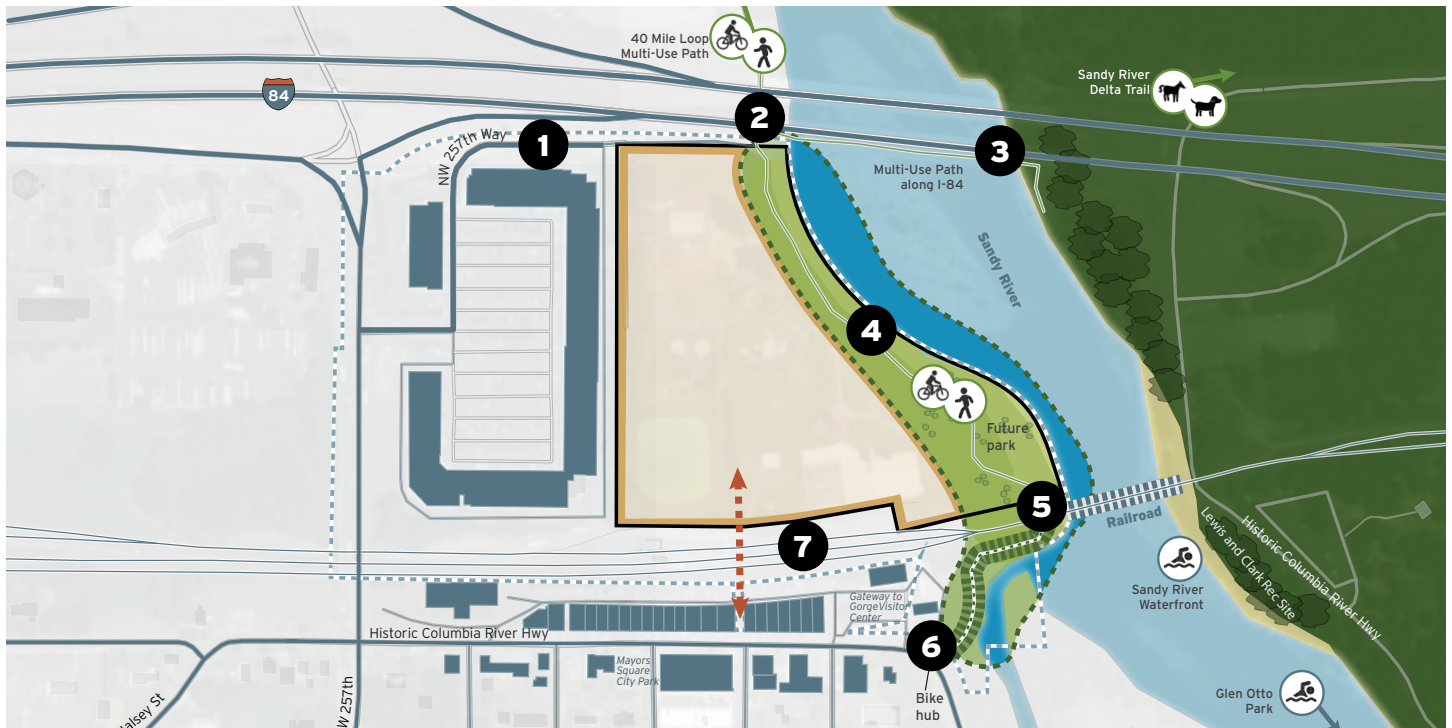 40 Mile Loop
Multi-Use Path
Sandy River
Delta Trail
84
2
NW 257th Way
1
3
Multi-Use Path
along I-84
Sandy River
4
Future
park
5
Railroad
7
Lewis and Clark Rec Site
Historic Columbia River Hwy
Sandy River
Waterfront
Gateway to
GorgeVisitor
Center
Historic Columbia River Hwy
6
Mayors
Square
City Park
Bike
hub
Glen Otto
Park
alsey St
W 257th